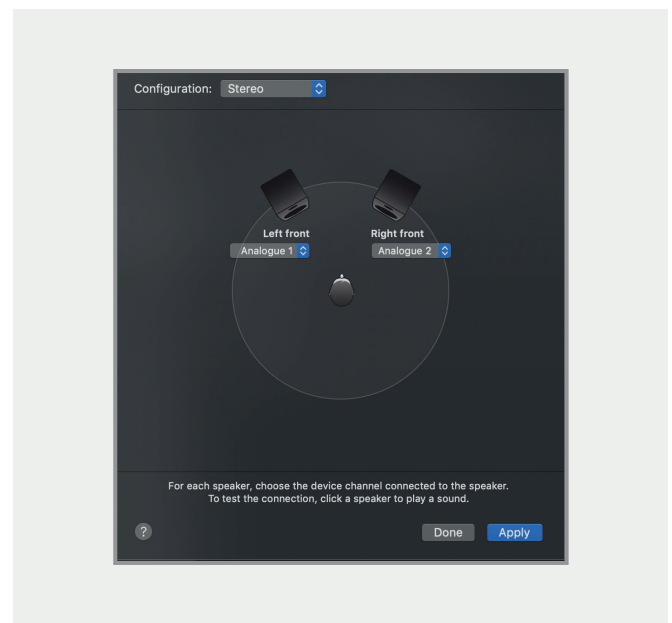 Configuration: Stereo
Left front Right front
Analogue 1 Analogue 2
For each speaker, choose the device channel connected to the speaker.
To test the connection, click a speaker to play a sound.
? Done Apply